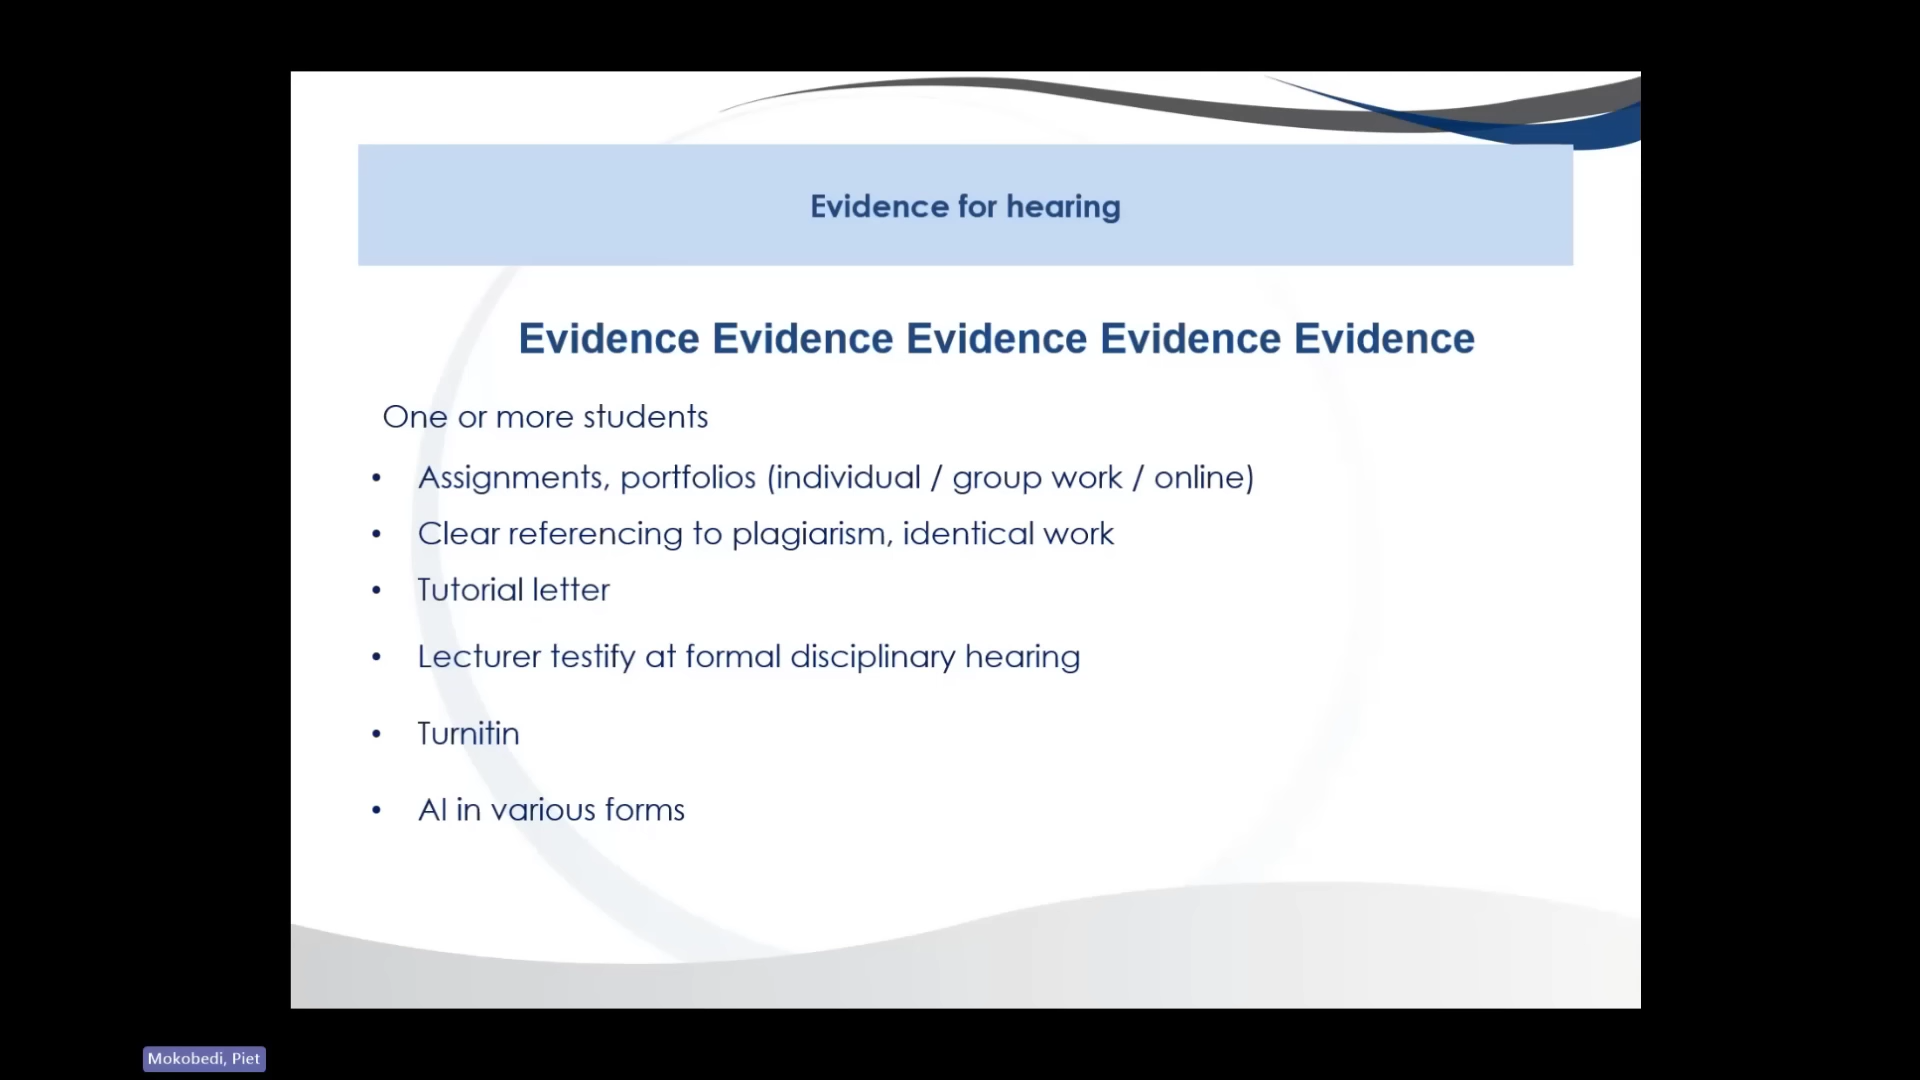 Evidence for hearing
Evidence Evidence Evidence Evidence Evidence
One or more students
• Assignments, portfolios (individual / group work / online)
• Clear referencing to plagiarism, identical work
• Tutorial letter
• Lecturer testify at formal disciplinary hearing
• Turnitin
• AI in various forms
Mokobedi, Piet